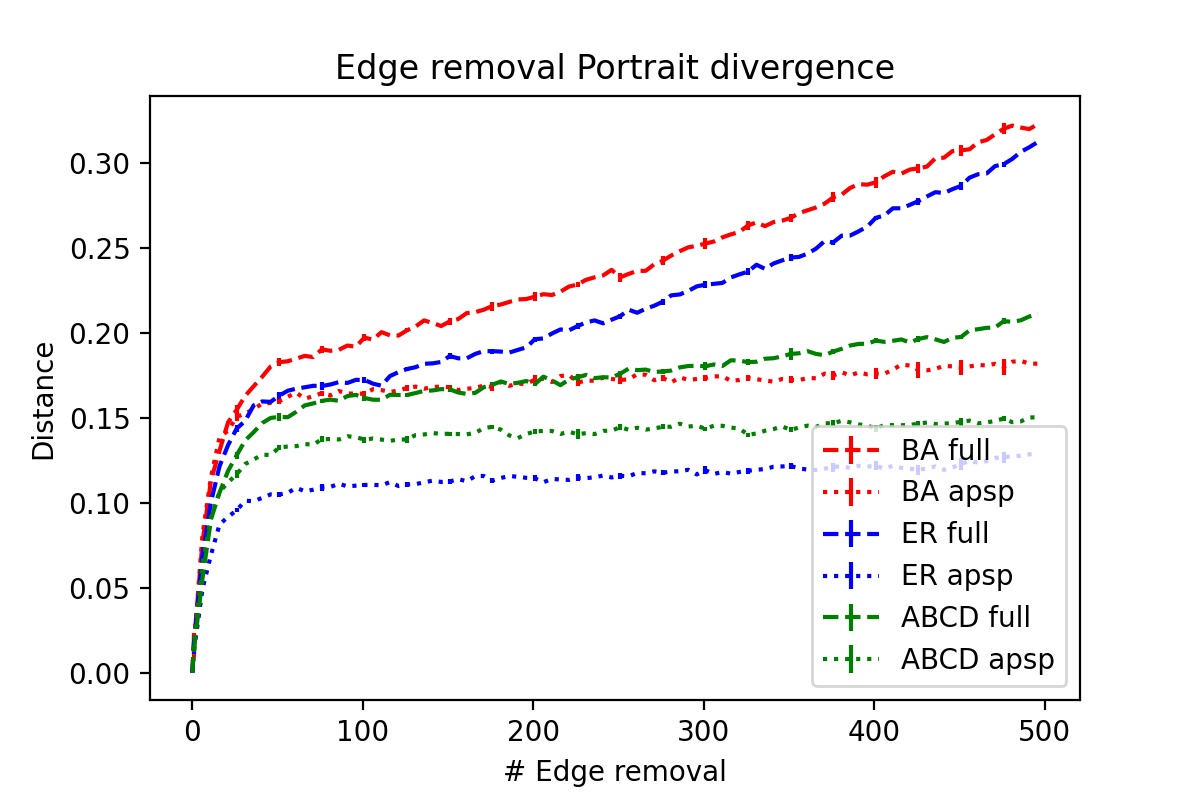 Edge removal Portrait divergence
Distance
0.30
0.25
0.20
0.15
0.10
0.05
0.00
BA full
BA apsp
ER full
ER apsp
ABCD full
ABCD apsp
0 100 200 300 400 500
# Edge removal